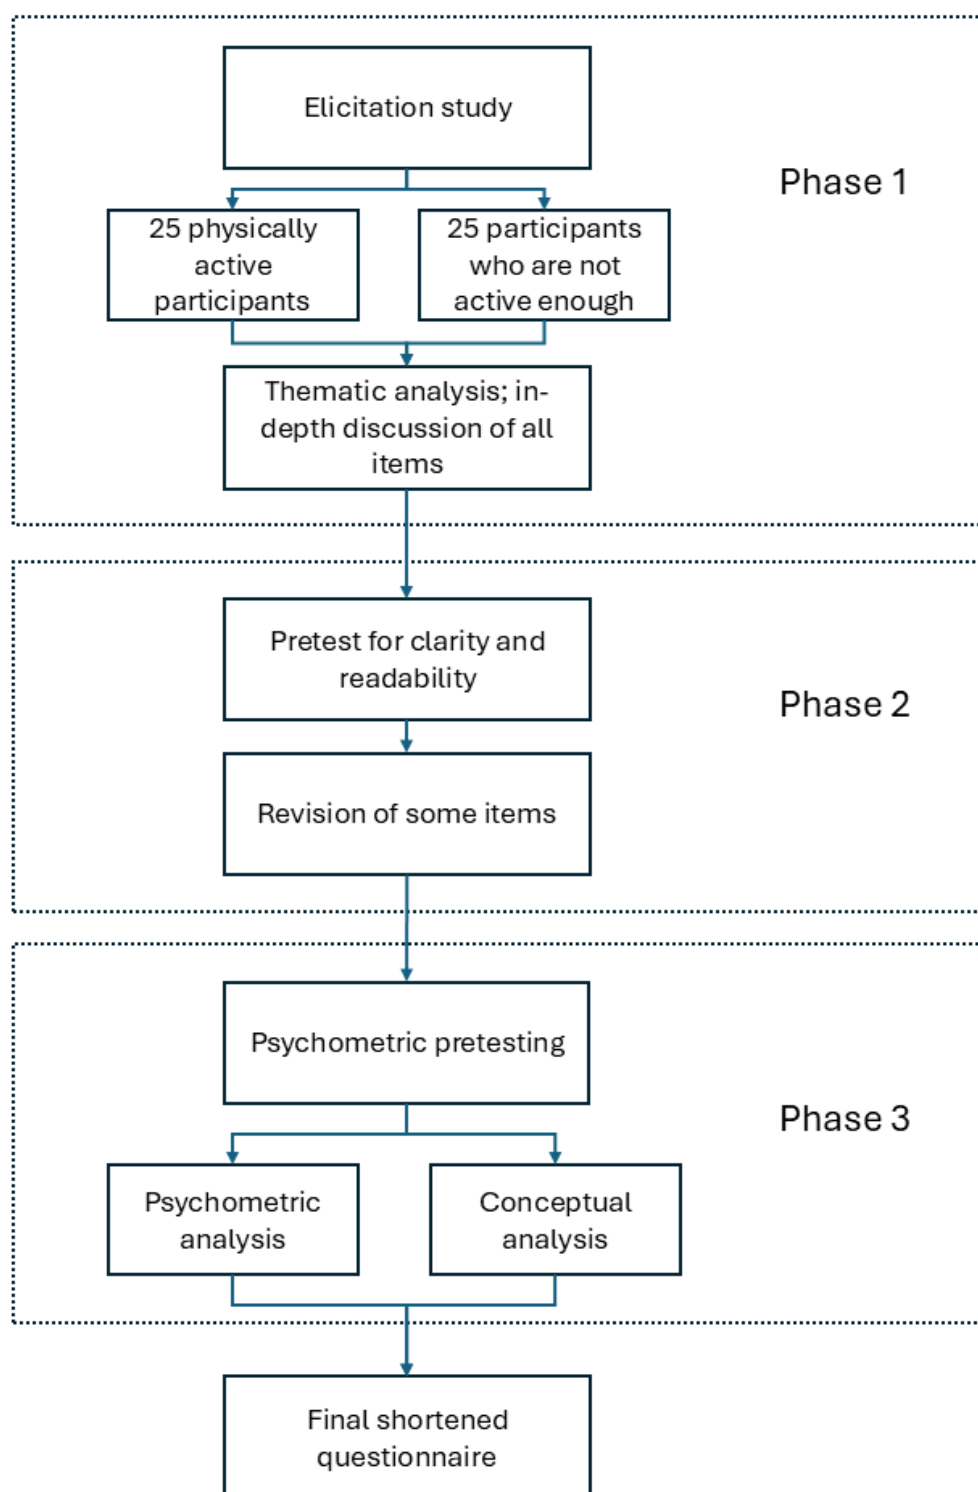 Elicitation study
Phase 1
25 physically
active
participants
25 participants
who are not
active enough
Thematic analysis; in-
depth discussion of all
items
Pretest for clarity and
readability
Phase 2
Revision of some items
Psychometric pretesting
Phase 3
Psychometric
analysis
Conceptual
analysis
Final shortened
questionnaire